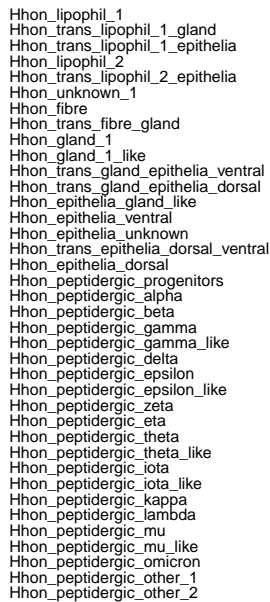 Hhon_lipophil_1
Hhon_trans_lipophil_1_gland
Hhon_trans_lipophil_1_epithelia
Hhon_lipophil_2
Hhon_trans_lipophil_2_epithelia
Hhon_unknown_1
Hhon_fibre
Hhon_trans_fibre_gland
Hhon_gland_1
Hhon_gland_1_like
Hhon_trans_gland_epithelia_ventral
Hhon_trans_gland_epithelia_dorsal
Hhon_epithelia_gland_like
Hhon_epithelia_ventral
Hhon_epithelia_unknown
Hhon_trans_epithelia_dorsal_ventral
Hhon_epithelia_dorsal
Hhon_peptidergic_progenitors
Hhon_peptidergic_alpha
Hhon_peptidergic_beta
Hhon_peptidergic_gamma
Hhon_peptidergic_gamma_like
Hhon_peptidergic_delta
Hhon_peptidergic_epsilon
Hhon_peptidergic_epsilon_like
Hhon_peptidergic_zeta
Hhon_peptidergic_eta
Hhon_peptidergic_theta
Hhon_peptidergic_theta_like
Hhon_peptidergic_iota
Hhon_peptidergic_iota_like
Hhon_peptidergic_kappa
Hhon_peptidergic_lambda
Hhon_peptidergic_mu
Hhon_peptidergic_mu_like
Hhon_peptidergic_omicron
Hhon_peptidergic_other_1
Hhon_peptidergic_other_2